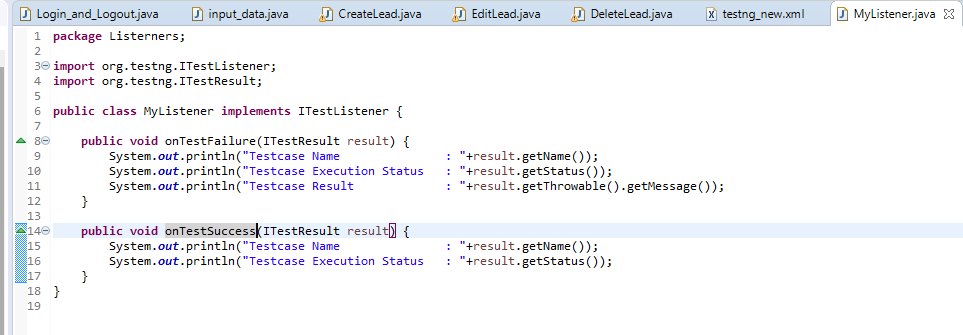 Login_and_Logout.java input_data.java CreateLead.java EditLead.java DeleteLead.java testng_new.xml MyListener.java
1 package Listerners;
2
3 import org.testng.ITestListener;
4 import org.testng.ITestResult;
5
6 public class MyListener implements ITestListener {
7
8 public void onTestFailure(ITestResult result) {
9 System.out.println("Testcase Name : "+result.getName());
10 System.out.println("Testcase Execution Status : "+result.getStatus());
11 System.out.println("Testcase Result : "+result.getThrowable().getMessage());
12 }
13
14 public void onTestSuccess(ITestResult result) {
15 System.out.println("Testcase Name : "+result.getName());
16 System.out.println("Testcase Execution Status : "+result.getStatus());
17 }
18 }
19